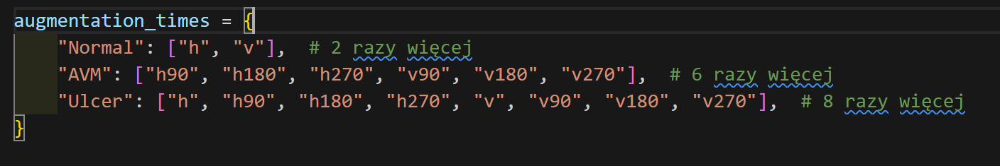 augmentation_times = {
    "Normal": ["h", "v"],  # 2 razy więcej
    "AVM": ["h90", "h180", "h270", "v90", "v180", "v270"],  # 6 razy więcej
    "Ulcer": ["h", "h90", "h180", "h270", "v", "v90", "v180", "v270"],  # 8 razy więcej
}